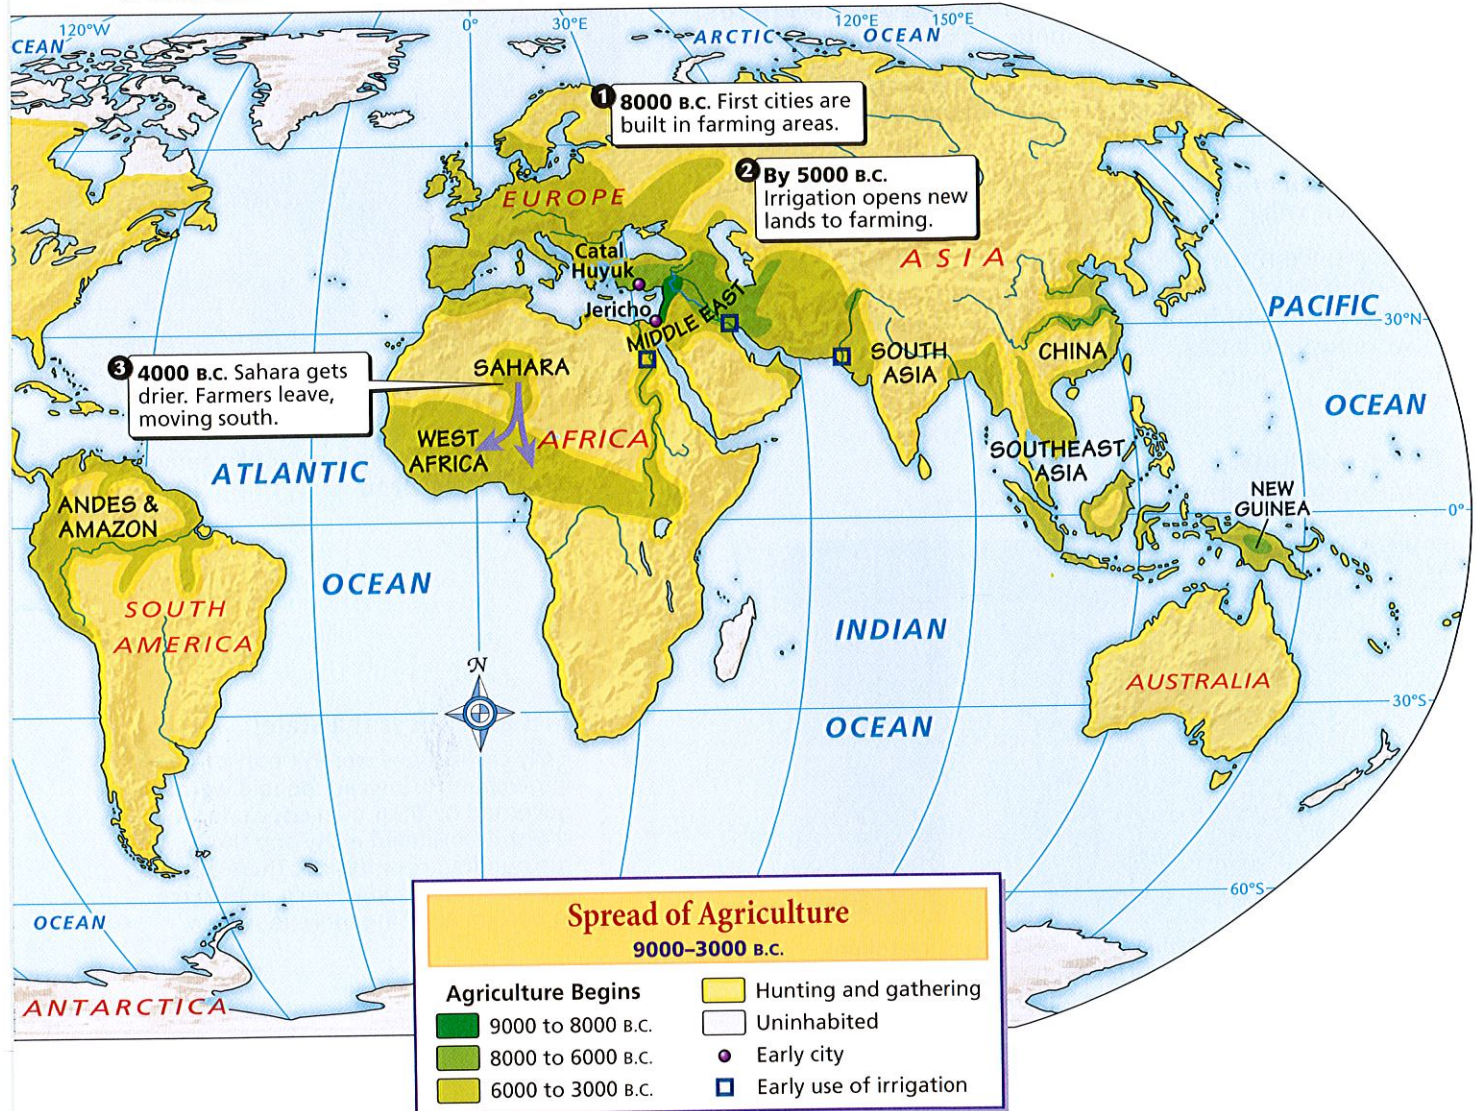 120°W
0°
30°E
120°E
150°E
CEAN
ARCTIC
OCEAN
1 8000 B.C. First cities are
built in farming areas.
2 By 5000 B.C.
Irrigation opens new
lands to farming.
EUROPE
ASIA
Catal
Huyuk
Jericho
MIDDLE EAST
PACIFIC
30°N
3 4000 B.C. Sahara gets
drier. Farmers leave,
moving south.
SAHARA
SOUTH
ASIA
CHINA
OCEAN
WEST
AFRICA
AFRICA
ATLANTIC
SOUTHEAST
ASIA
ANDES &
AMAZON
NEW
GUINEA
0°
OCEAN
SOUTH
AMERICA
INDIAN
N
AUSTRALIA
30°S
OCEAN
60°S
OCEAN
ANTARCTICA
Spread of Agriculture
9000–3000 B.C.
Agriculture Begins
9000 to 8000 B.C.
8000 to 6000 B.C.
6000 to 3000 B.C.
Hunting and gathering
Uninhabited
Early city
Early use of irrigation